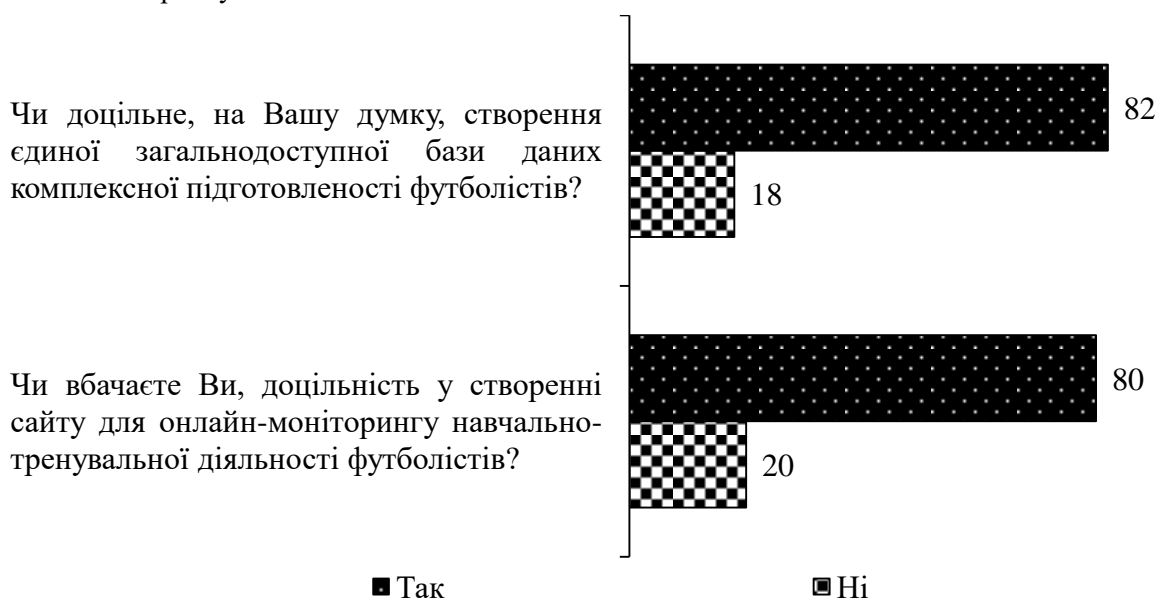 Чи доцільне, на Вашу думку, створення
єдиної загальнодоступної бази даних
комплексної підготовленості футболістів?
82
18
Чи вбачаєте Ви, доцільність у створенні
сайту для онлайн-моніторингу навчально-
тренувальної діяльності футболістів?
80
20
Так
Ні